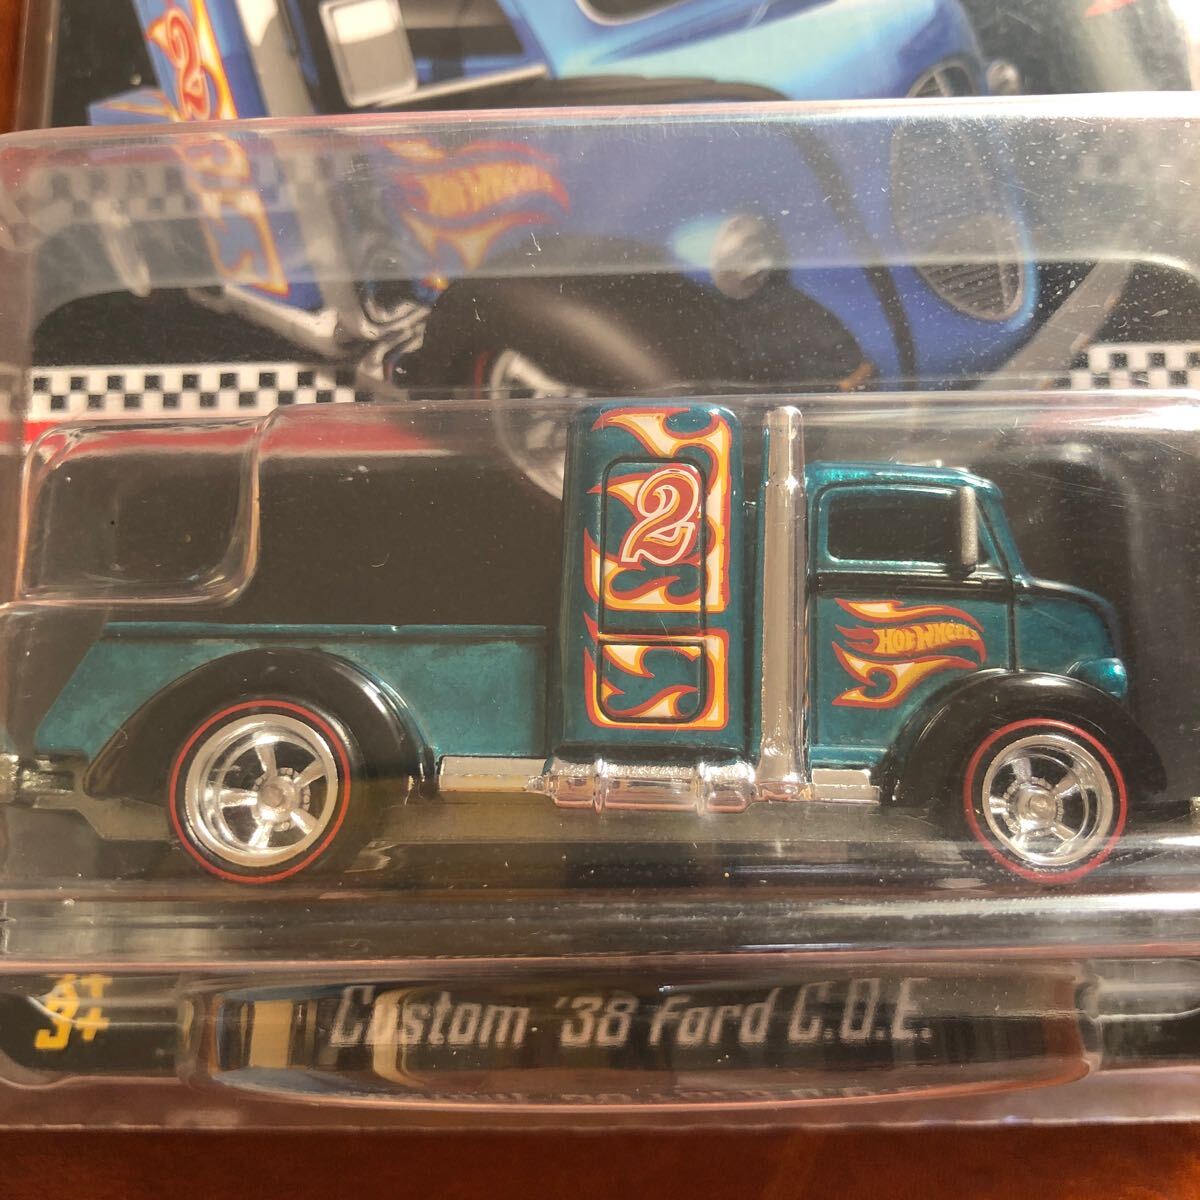 2
HOT WHEELS
2
HOT WHEELS
Custom '38 Ford C.O.E.
3+